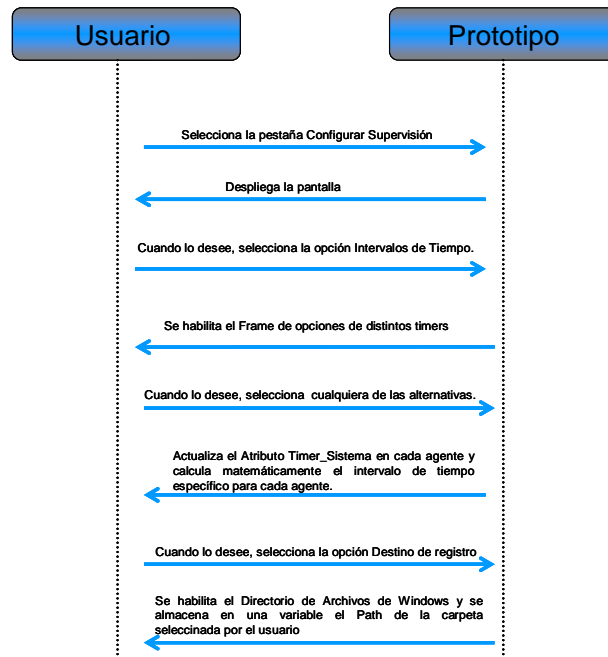 Usuario
Prototipo
Selecciona la pestaña Configurar Supervisión
Despliega la pantalla
Cuando lo desee, selecciona la opción Intervalos de Tiempo.
Se habilita el Frame de opciones de distintos timers
Cuando lo desee, selecciona cualquiera de las alternativas.
Actualiza el Atributo Timer_Sistema en cada agente y
calcula matemáticamente el intervalo de tiempo
específico para cada agente.
Cuando lo desee, selecciona la opción Destino de registro
Se habilita el Directorio de Archivos de Windows y se
almacena en una variable el Path de la carpeta
seleccinada por el usuario